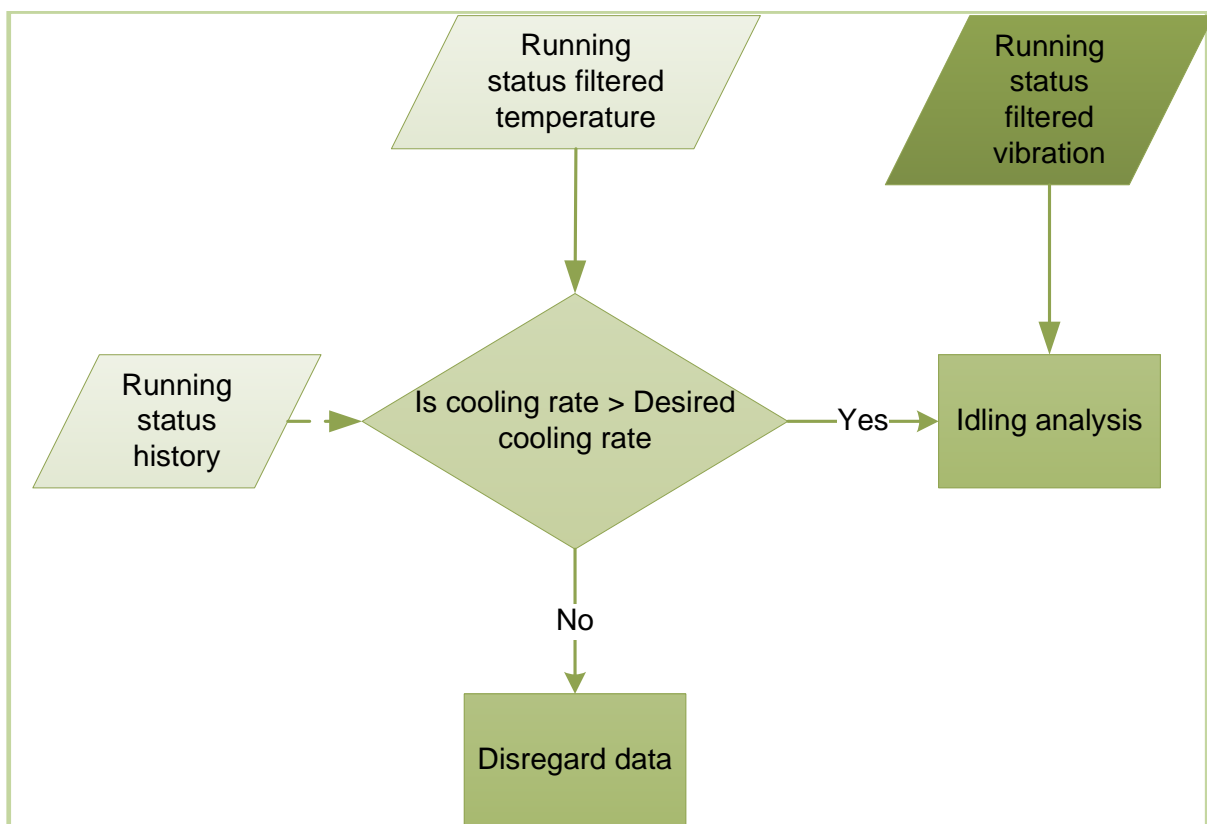 Running
status filtered
temperature
Running
status
filtered
vibration
Running
status
history
Is cooling rate > Desired
cooling rate
Yes
Idling analysis
No
Disregard data